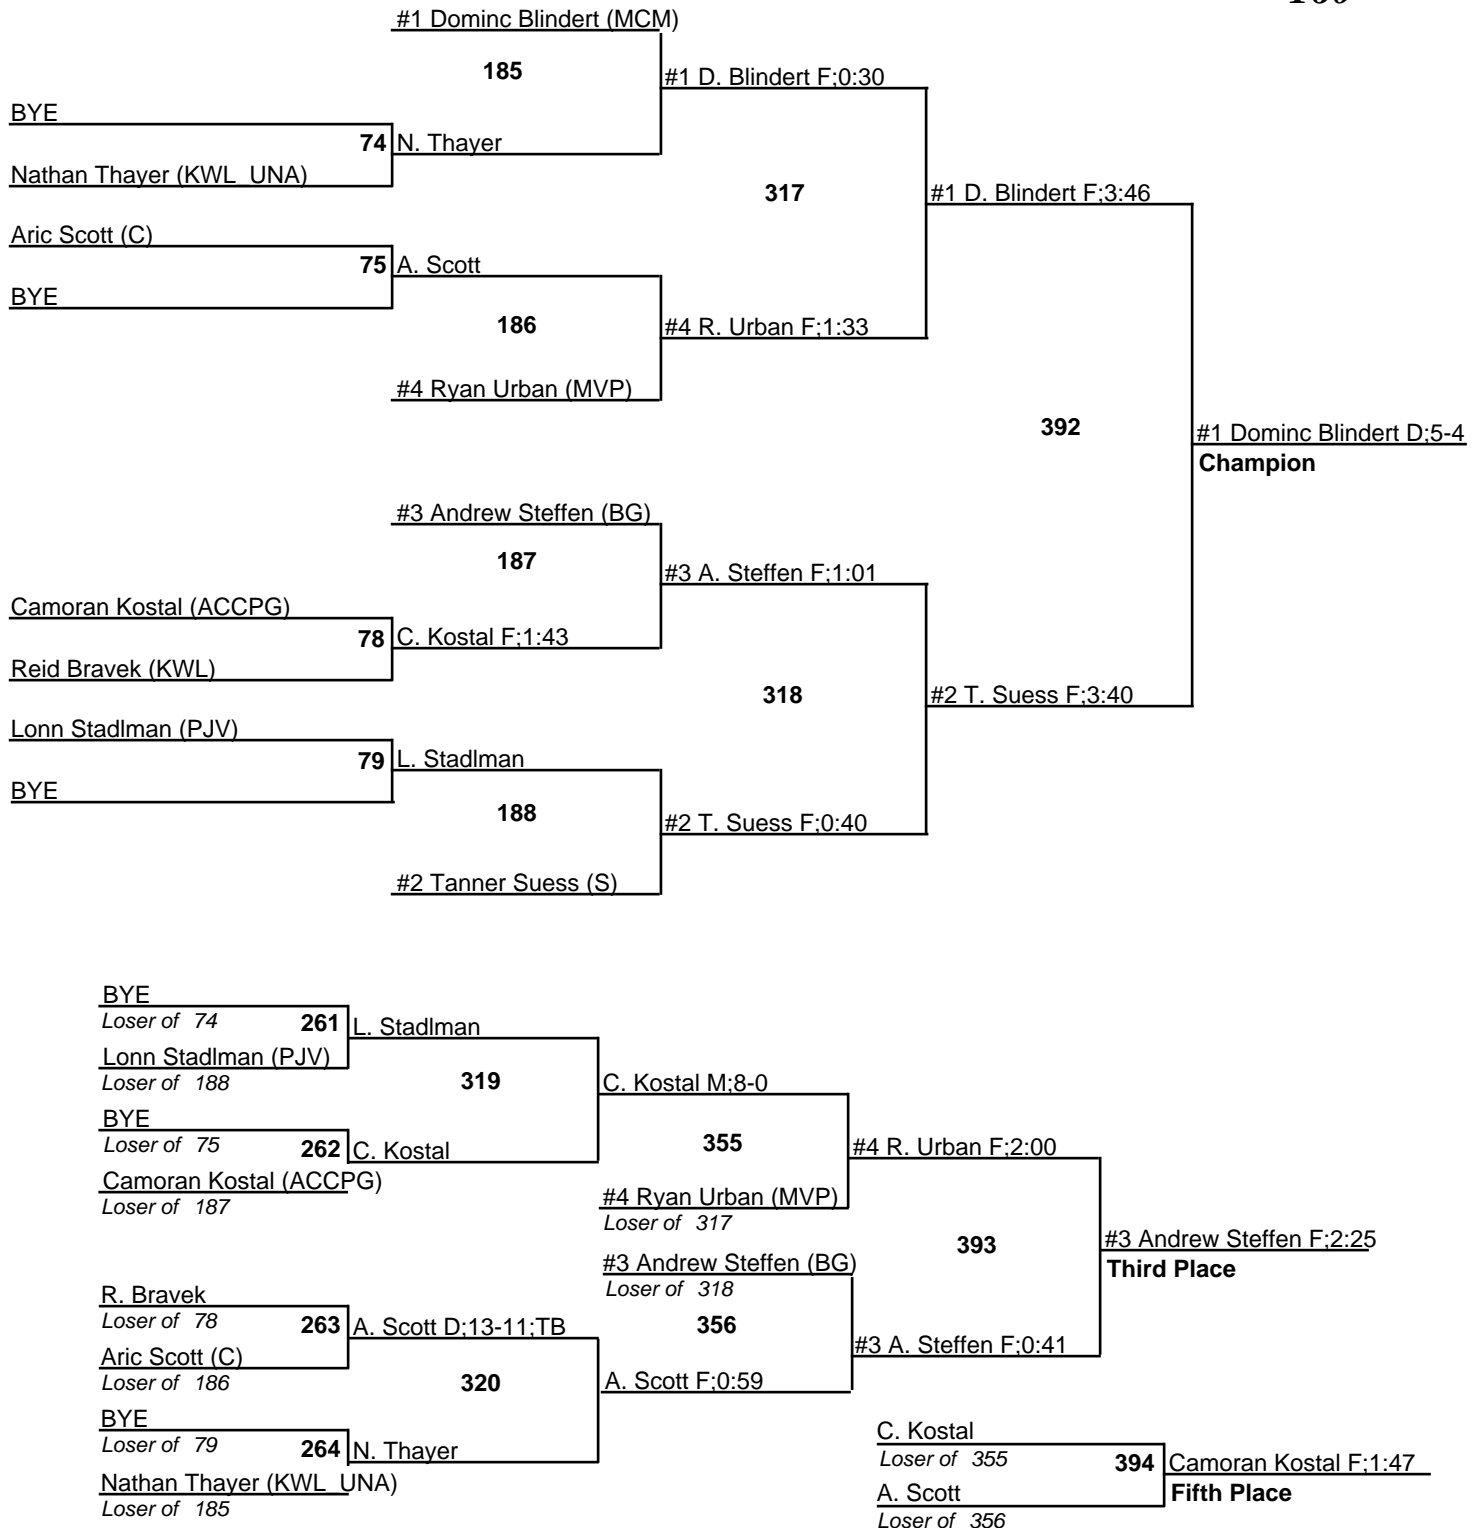 #1 Dominc Blindert (MCM)
185
#1 D. Blindert F;0:30
BYE
74 N. Thayer
Nathan Thayer (KWL_UNA)
317
#1 D. Blindert F;3:46
Aric Scott (C)
75 A. Scott
BYE
186
#4 R. Urban F;1:33
#4 Ryan Urban (MVP)
392
#1 Dominc Blindert D;5-4
Champion
#3 Andrew Steffen (BG)
187
#3 A. Steffen F;1:01
Camoran Kostal (ACCPG)
78 C. Kostal F;1:43
Reid Bravek (KWL)
318
#2 T. Suess F;3:40
Lonn Stadlman (PJV)
79 L. Stadlman
BYE
188
#2 T. Suess F;0:40
#2 Tanner Suess (S)
BYE
Loser of 74
261 L. Stadlman
Lonn Stadlman (PJV)
Loser of 188
319
C. Kostal M;8-0
BYE
Loser of 75
262 C. Kostal
Camoran Kostal (ACCPG)
Loser of 187
355
#4 R. Urban F;2:00
#4 Ryan Urban (MVP)
Loser of 317
393
#3 Andrew Steffen F;2:25
Third Place
#3 Andrew Steffen (BG)
Loser of 318
R. Bravek
Loser of 78
263 A. Scott D;13-11;TB
356
Aric Scott (C)
Loser of 186
#3 A. Steffen F;0:41
320
A. Scott F;0:59
BYE
Loser of 79
264 N. Thayer
Nathan Thayer (KWL_UNA)
Loser of 185
C. Kostal
Loser of 355
394 Camoran Kostal F;1:47
A. Scott
Fifth Place
Loser of 356